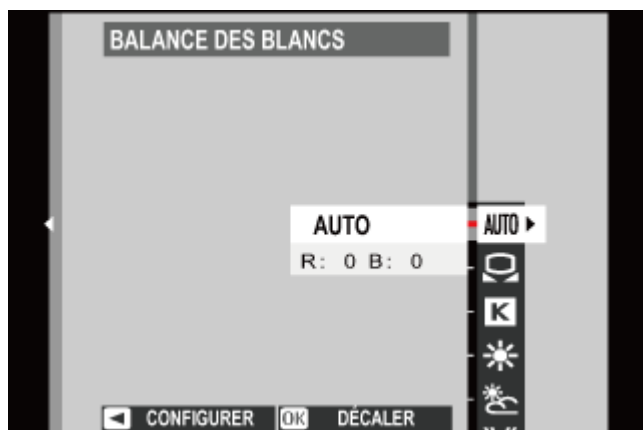 BALANCE DES BLANCS
AUTO AUTO
R: 0 B: 0
K
CONFIGURER OK DÉCALER